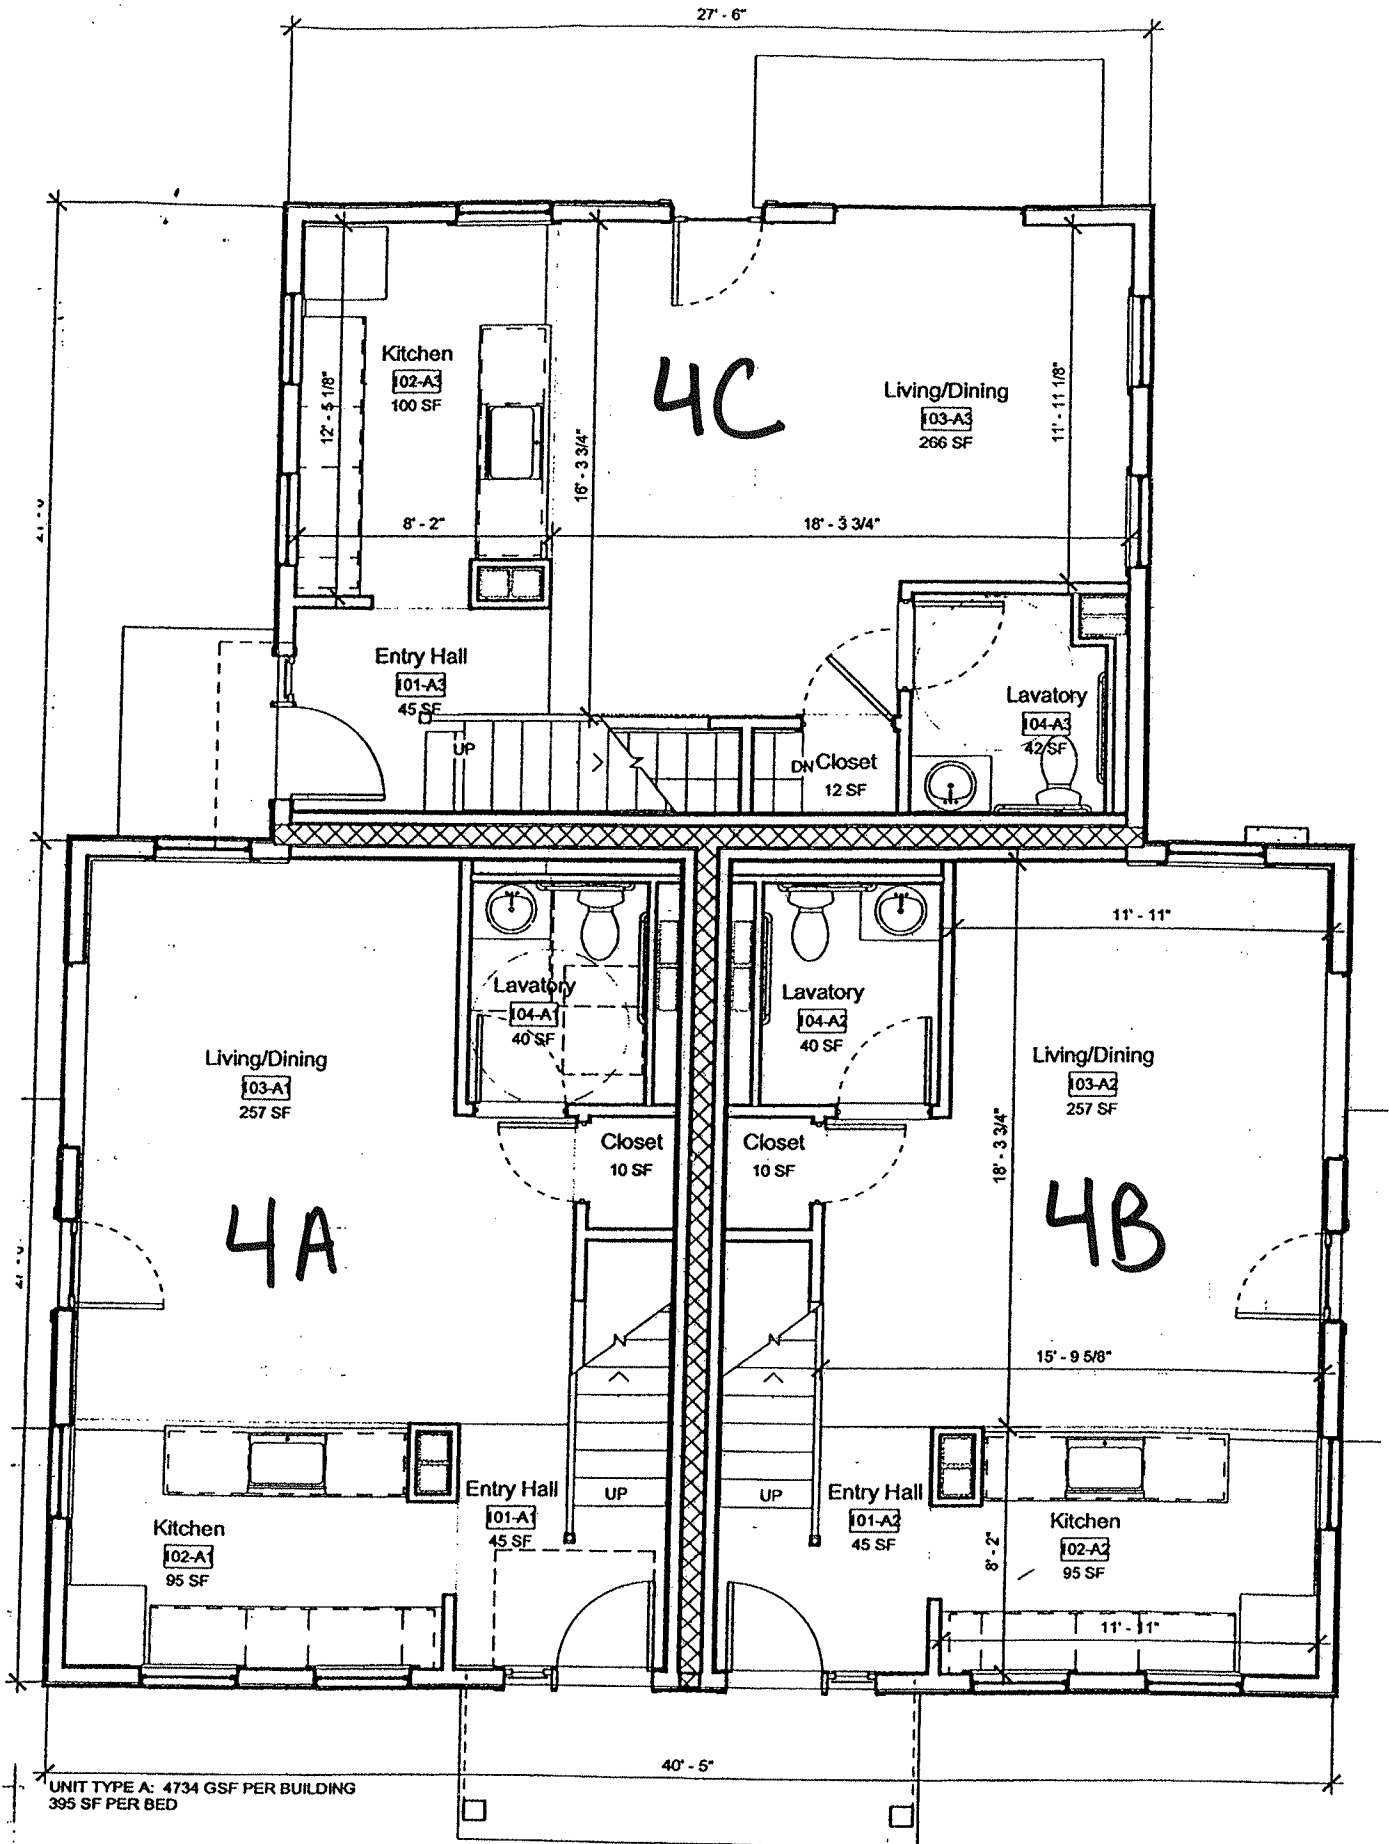 27' - 6"
Kitchen
102-A3
100 SF
12' - 5 1/8"
4C
16' - 3 3/4"
Living/Dining
103-A3
266 SF
11' - 11 1/8"
8' - 2"
18' - 3 3/4"
Entry Hall
101-A3
45 SF
UP
DN
Closet
12 SF
Lavatory
104-A3
42 SF
11' - 11"
Lavatory
104-A1
40 SF
Lavatory
104-A2
40 SF
Living/Dining
103-A1
257 SF
Living/Dining
103-A2
257 SF
Closet
10 SF
Closet
10 SF
18' - 3 3/4"
4A
4B
15' - 9 5/8"
Entry Hall
101-A1
45 SF
UP
UP
Entry Hall
101-A2
45 SF
Kitchen
102-A1
95 SF
Kitchen
102-A2
95 SF
8' - 2"
11' - 11"
40' - 5"
UNIT TYPE A: 4734 GSF PER BUILDING
395 SF PER BED